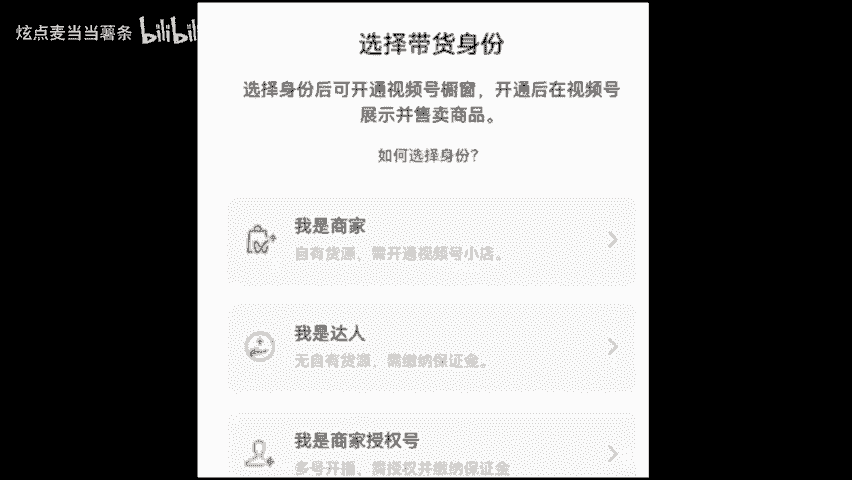 炫点麦当当薯条 bilibili
选择带货身份
选择身份后可开通视频号橱窗，开通后在视频号
展示并售卖商品。
如何选择身份？
我是商家
自有货源，需开通视频号小店。
我是达人
无自有货源，需缴纳保证金。
我是商家授权号
多号开播，需授权并缴纳保证金